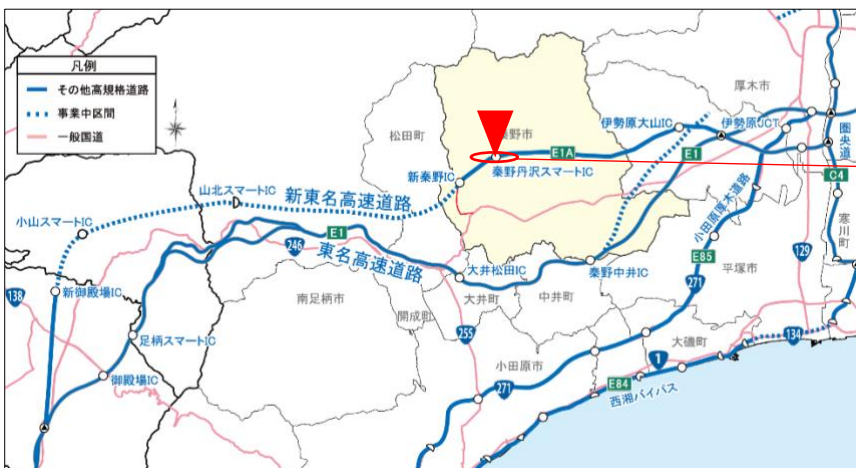 凡例
その他高規格道路
事業中区間
一般国道
松田町
秦野市
厚木市
伊勢原大山IC
伊勢原JCT
圏央道
E1A
E1
新秦野IC
秦野丹沢スマートIC
C4
山北スマートIC
新東名高速道路
小田原厚木道路
寒川町
小山スマートIC
E1
246
東名高速道路
大井松田IC
秦野中井IC
E85
平塚市
129
138
新御殿場IC
南足柄市
開成町
大井町
中井町
271
足柄スマートIC
255
大磯町
134
小田原市
1
御殿場IC
271
E84
西湘バイパス